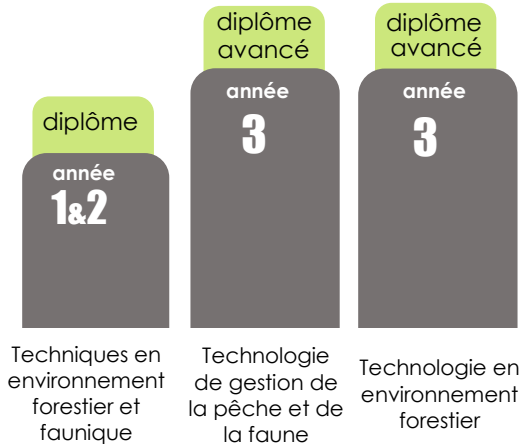 diplôme
année
1&2
Techniques en
environnement
forestier et
faunique
diplôme
avancé
année
3
Technologie
de gestion de
la pêche et de
la faune
diplôme
avancé
année
3
Technologie en
environnement
forestier